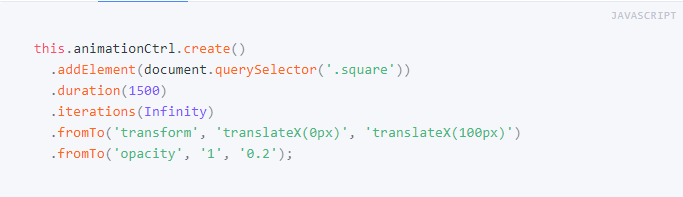 JAVASCRIPT
this.animationCtrl.create()
  .addElement(document.querySelector('.square'))
  .duration(1500)
  .iterations(Infinity)
  .fromTo('transform', 'translateX(0px)', 'translateX(100px)')
  .fromTo('opacity', '1', '0.2');